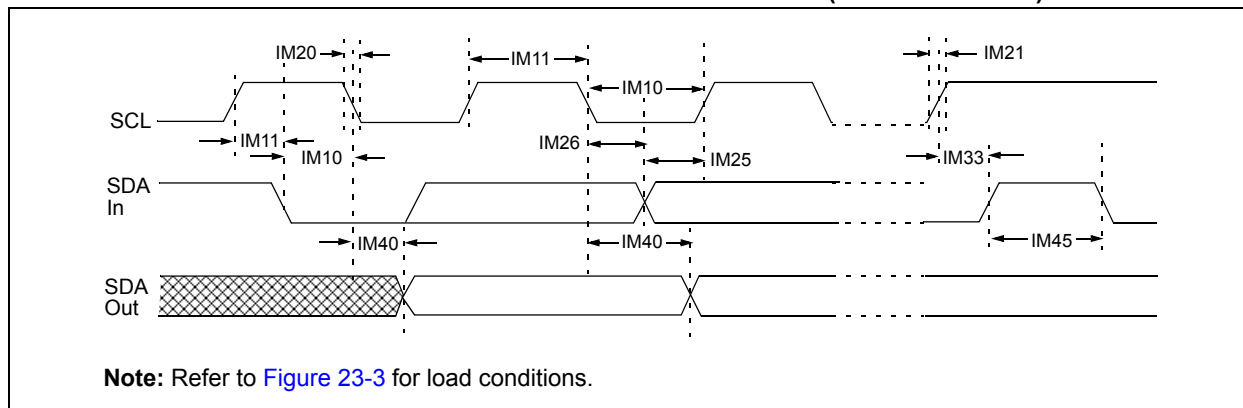 IM20
IM11
IM21
IM10
SCL
IM11
IM26
IM10
IM25
IM33
SDA
In
IM40
IM40
IM45
SDA
Out
Note: Refer to Figure 23-3 for load conditions.